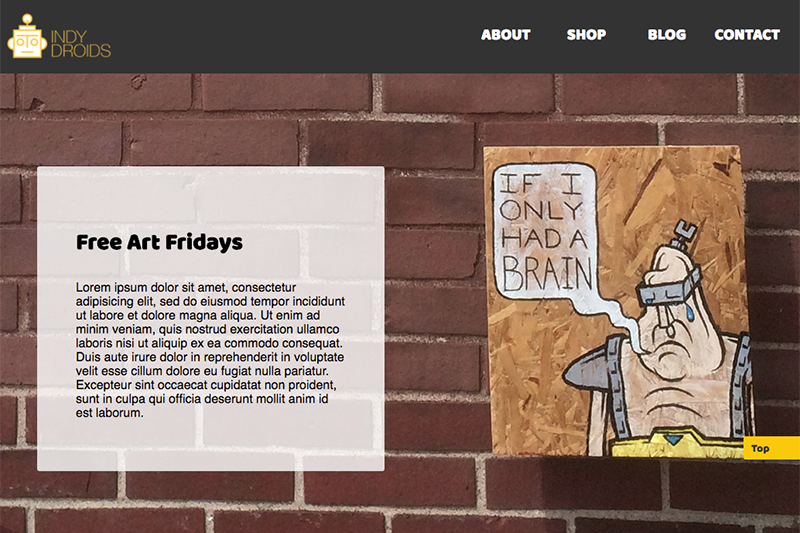 INDY
DROIDS
ABOUT
SHOP
BLOG
CONTACT
Free Art Fridays
Lorem ipsum dolor sit amet, consectetur
adipisicing elit, sed do eiusmod tempor incididunt
ut labore et dolore magna aliqua. Ut enim ad
minim veniam, quis nostrud exercitation ullamco
laboris nisi ut aliquip ex ea commodo consequat.
Duis aute irure dolor in reprehenderit in voluptate
velit esse cillum dolore eu fugiat nulla pariatur.
Excepteur sint occaecat cupidatat non proident,
sunt in culpa qui officia deserunt mollit anim id
est laborum.
IF I
ONLY
HAD A
BRAIN
Top